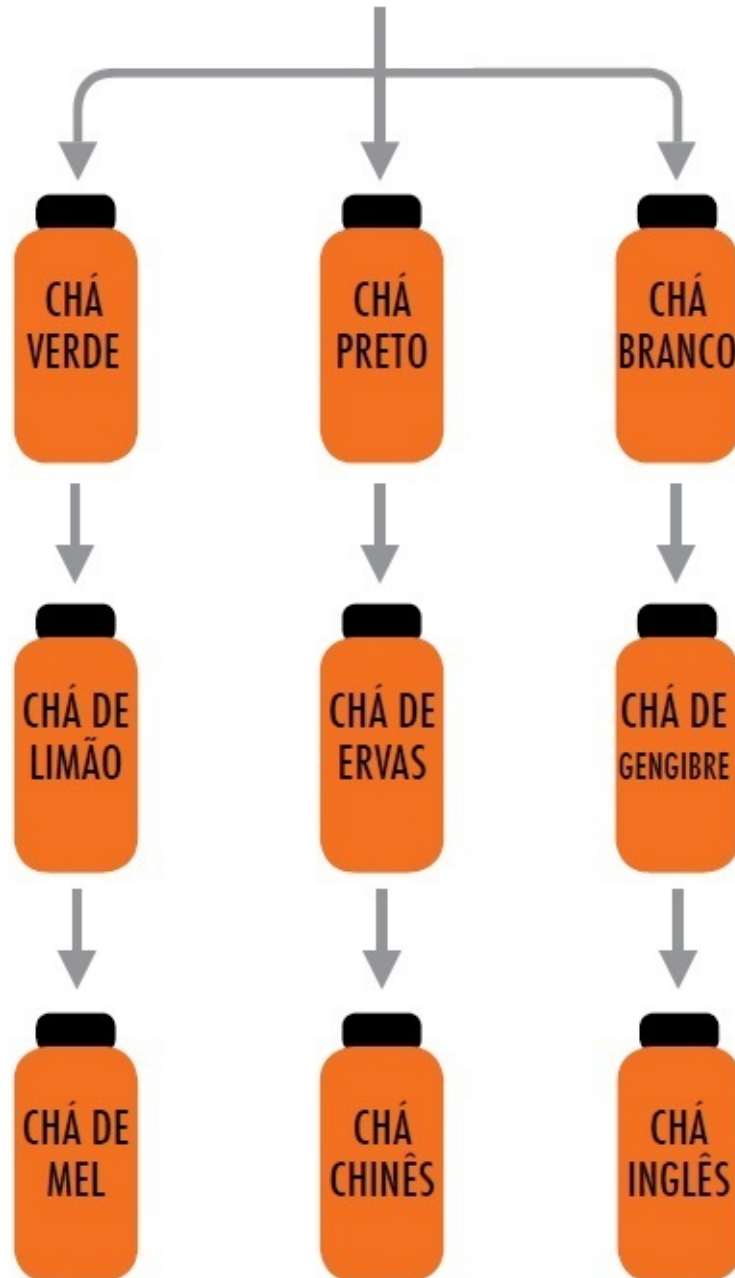 CHÁ
VERDE
CHÁ
PRETO
CHÁ
BRANCO
CHÁ DE
LIMÃO
CHÁ DE
ERVAS
CHÁ DE
GENGIBRE
CHÁ DE
MEL
CHÁ
CHINÊS
CHÁ
INGLÊS